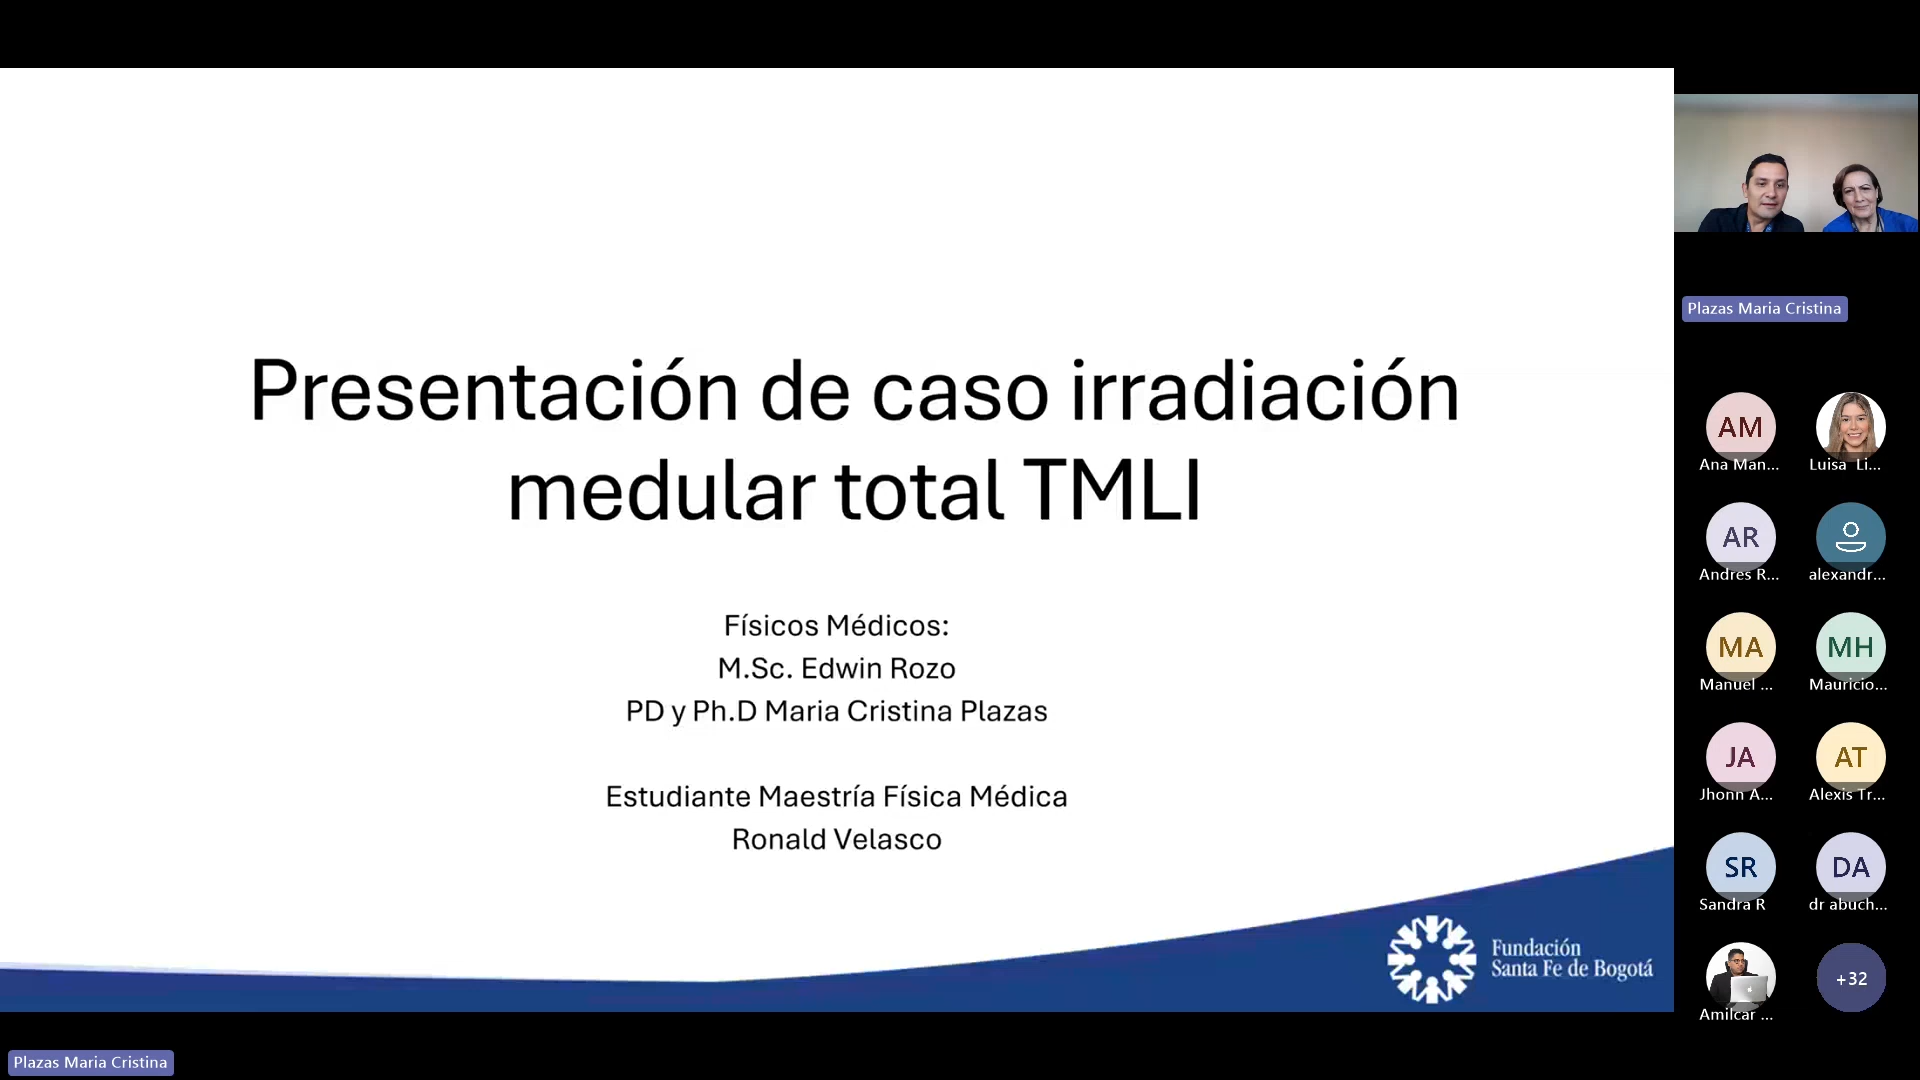 Presentación de caso irradiación
medular total TMLI
Físicos Médicos:
M.Sc. Edwin Rozo
PD y Ph.D Maria Cristina Plazas
Estudiante Maestría Física Médica
Ronald Velasco
Fundación
Santa Fe de Bogotá
Plazas Maria Cristina
Plazas Maria Cristina
AM
Ana Man...
Luisa Li...
AR
Andres R...
alexandr...
MA
Manuel ...
MH
Mauricio...
JA
Jhonn A...
AT
Alexis Tr...
SR
Sandra R
DA
dr abuch...
Amilcar ...
+32